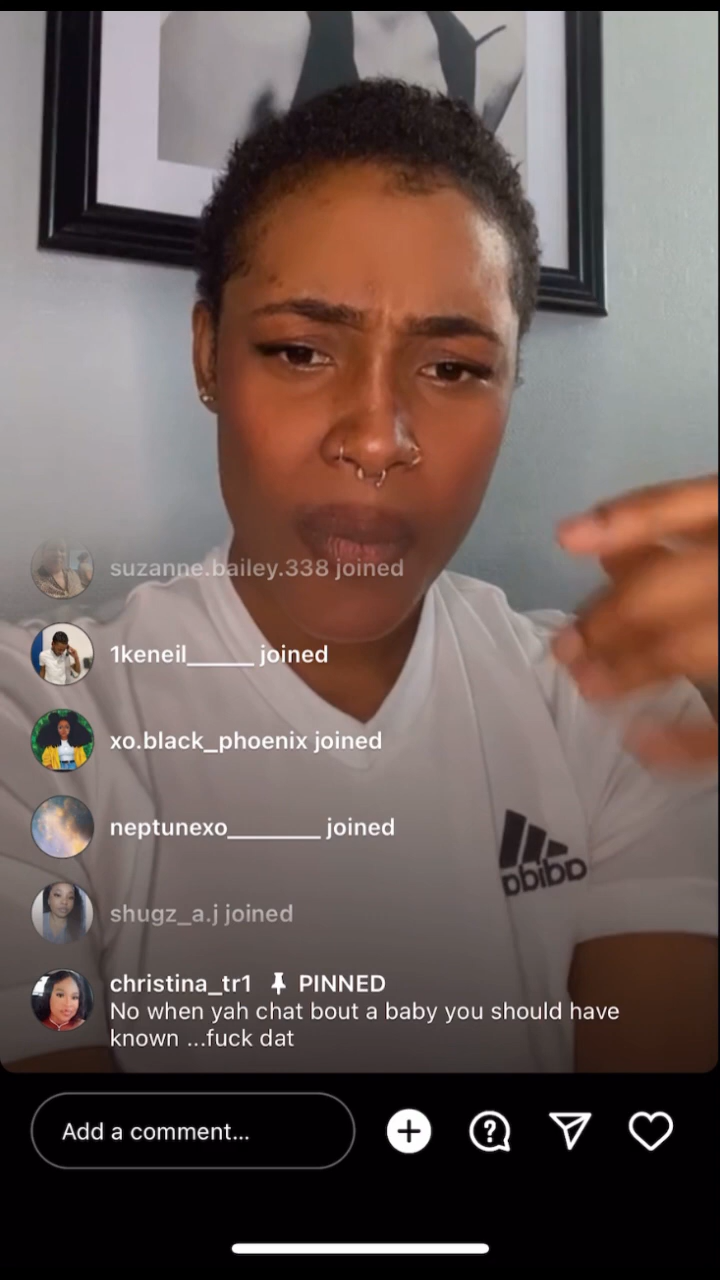 adidas
suzanne.bailey.338 joined
1keneil______ joined
xo.black_phoenix joined
neptunexo________ joined
shugz_a.j joined
christina_tr1 PINNED
No when yah chat bout a baby you should have
known ...fuck dat
Add a comment...